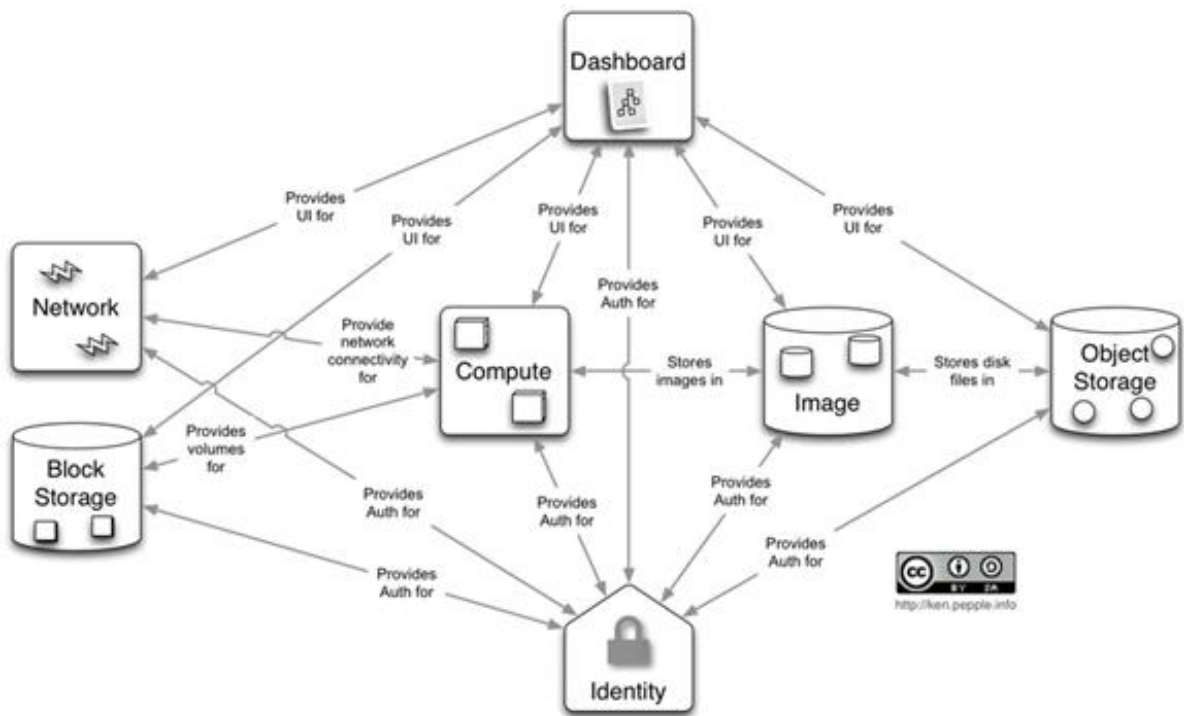 Dashboard
Provides
UI for
Provides
UI for
Provides
UI for
Provides
UI for
Provides
UI for
Provides
Auth for
Network
Provide
network
connectivity
for
Compute
Stores
images in
Image
Stores disk
files in
Object
Storage
Block
Storage
Provides
volumes
for
Provides
Auth for
Provides
Auth for
Provides
Auth for
Provides
Auth for
Provides
Auth for
cc
BY
http://ken.pepple.info
Identity